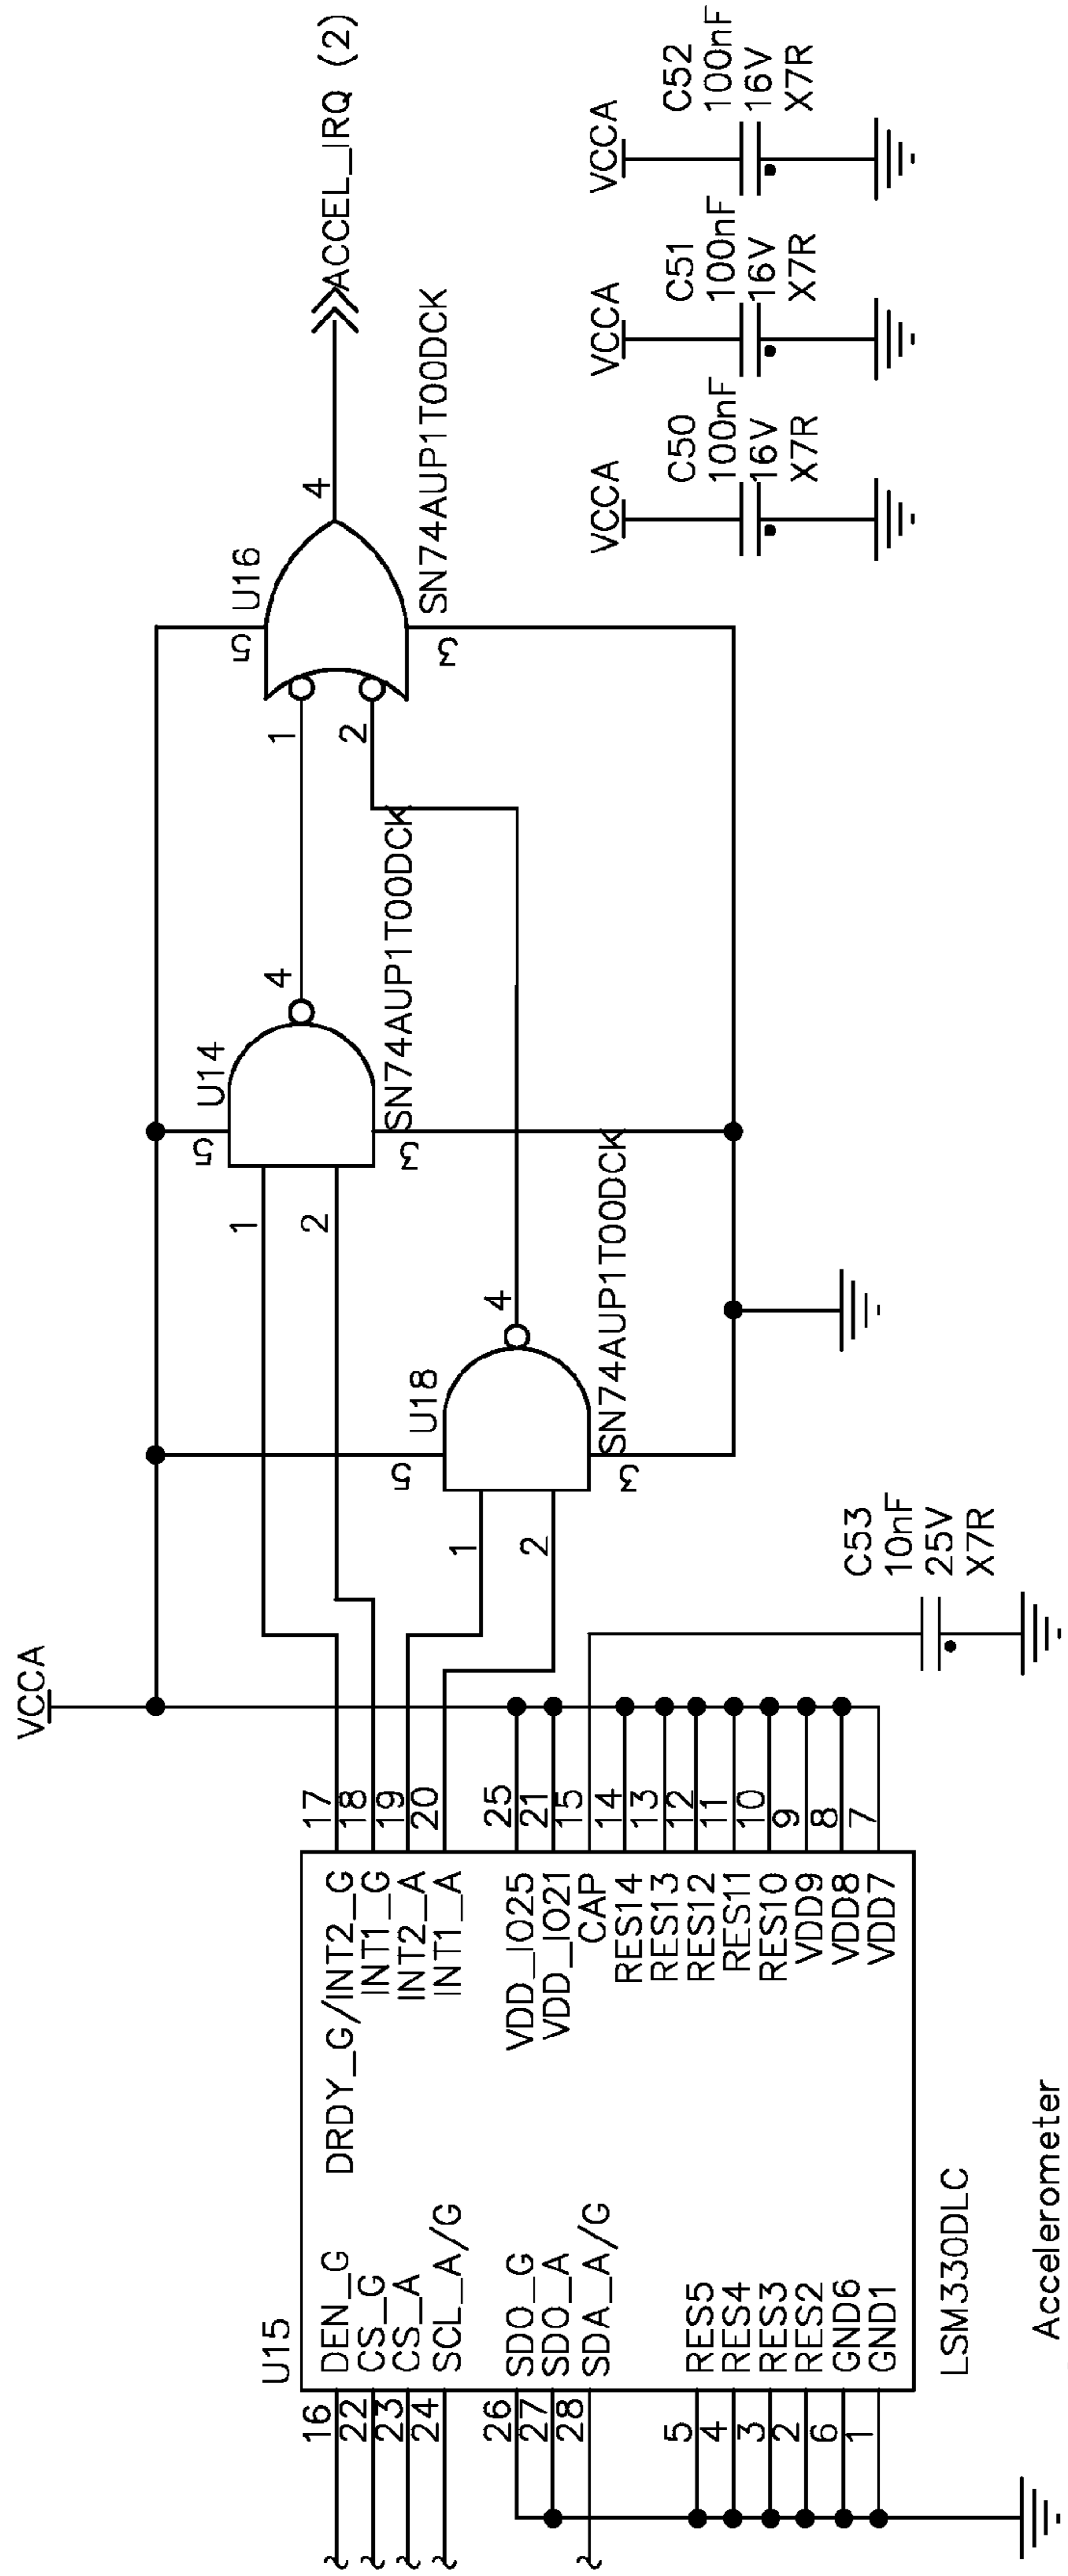 VCCA
U15
16
22
23
24
26
27
28
5
4
3
2
6
1
DEN_G
CS_G
CS_A
SCL_A/G
SDO_G
SDO_A
SDA_A/G
RES5
RES4
RES3
RES2
GND6
GND1
DRDY_G/INT2_G
INT1_G
INT2_A
INT1_A
VDD_IO25
VDD_IO21
CAP
RES14
RES13
RES12
RES11
RES10
VDD9
VDD8
VDD7
17
18
19
20
25
21
15
14
13
12
11
10
9
8
7
LSM330DLC
Accelerometer
C53
10nF
25V
X7R
U18
1
2
5
3
4
SN74AUP1T00DCK
U14
1
2
5
3
4
SN74AUP1T00DCK
U16
1
2
5
3
4
SN74AUP1T00DCK
ACCEL_IRQ (2)
VCCA
C50
100nF
16V
X7R
VCCA
C51
100nF
16V
X7R
VCCA
C52
100nF
16V
X7R